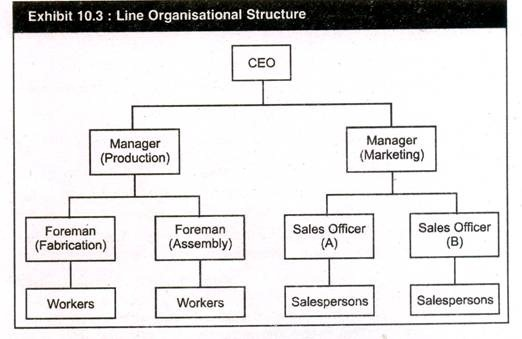 Exhibit 10.3 : Line Organisational Structure
CEO
Manager
(Production)
Manager
(Marketing)
Foreman
(Fabrication)
Foreman
(Assembly)
Sales Officer
(A)
Sales Officer
(B)
Workers
Workers
Salespersons
Salespersons